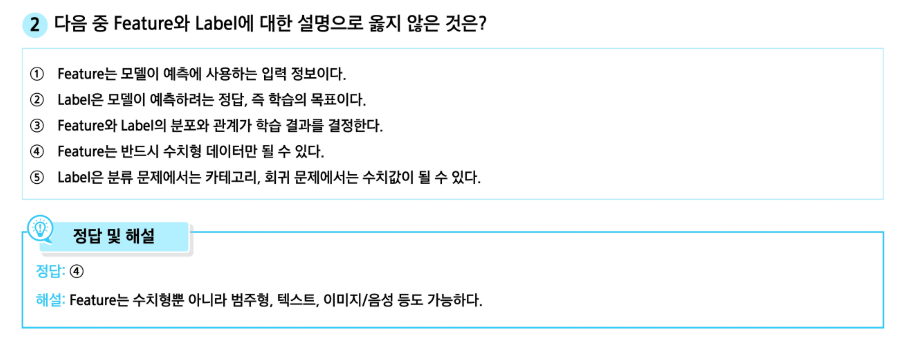 2 다음 중 Feature와 Label에 대한 설명으로 옳지 않은 것은?
① Feature는 모델이 예측에 사용하는 입력 정보이다.
② Label은 모델이 예측하려는 정답, 즉 학습의 목표이다.
③ Feature와 Label의 분포와 관계가 학습 결과를 결정한다.
④ Feature는 반드시 수치형 데이터만 될 수 있다.
⑤ Label은 분류 문제에서는 카테고리, 회귀 문제에서는 수치값이 될 수 있다.
정답 및 해설
정답: ④
해설: Feature는 수치형뿐 아니라 범주형, 텍스트, 이미지/음성 등도 가능하다.